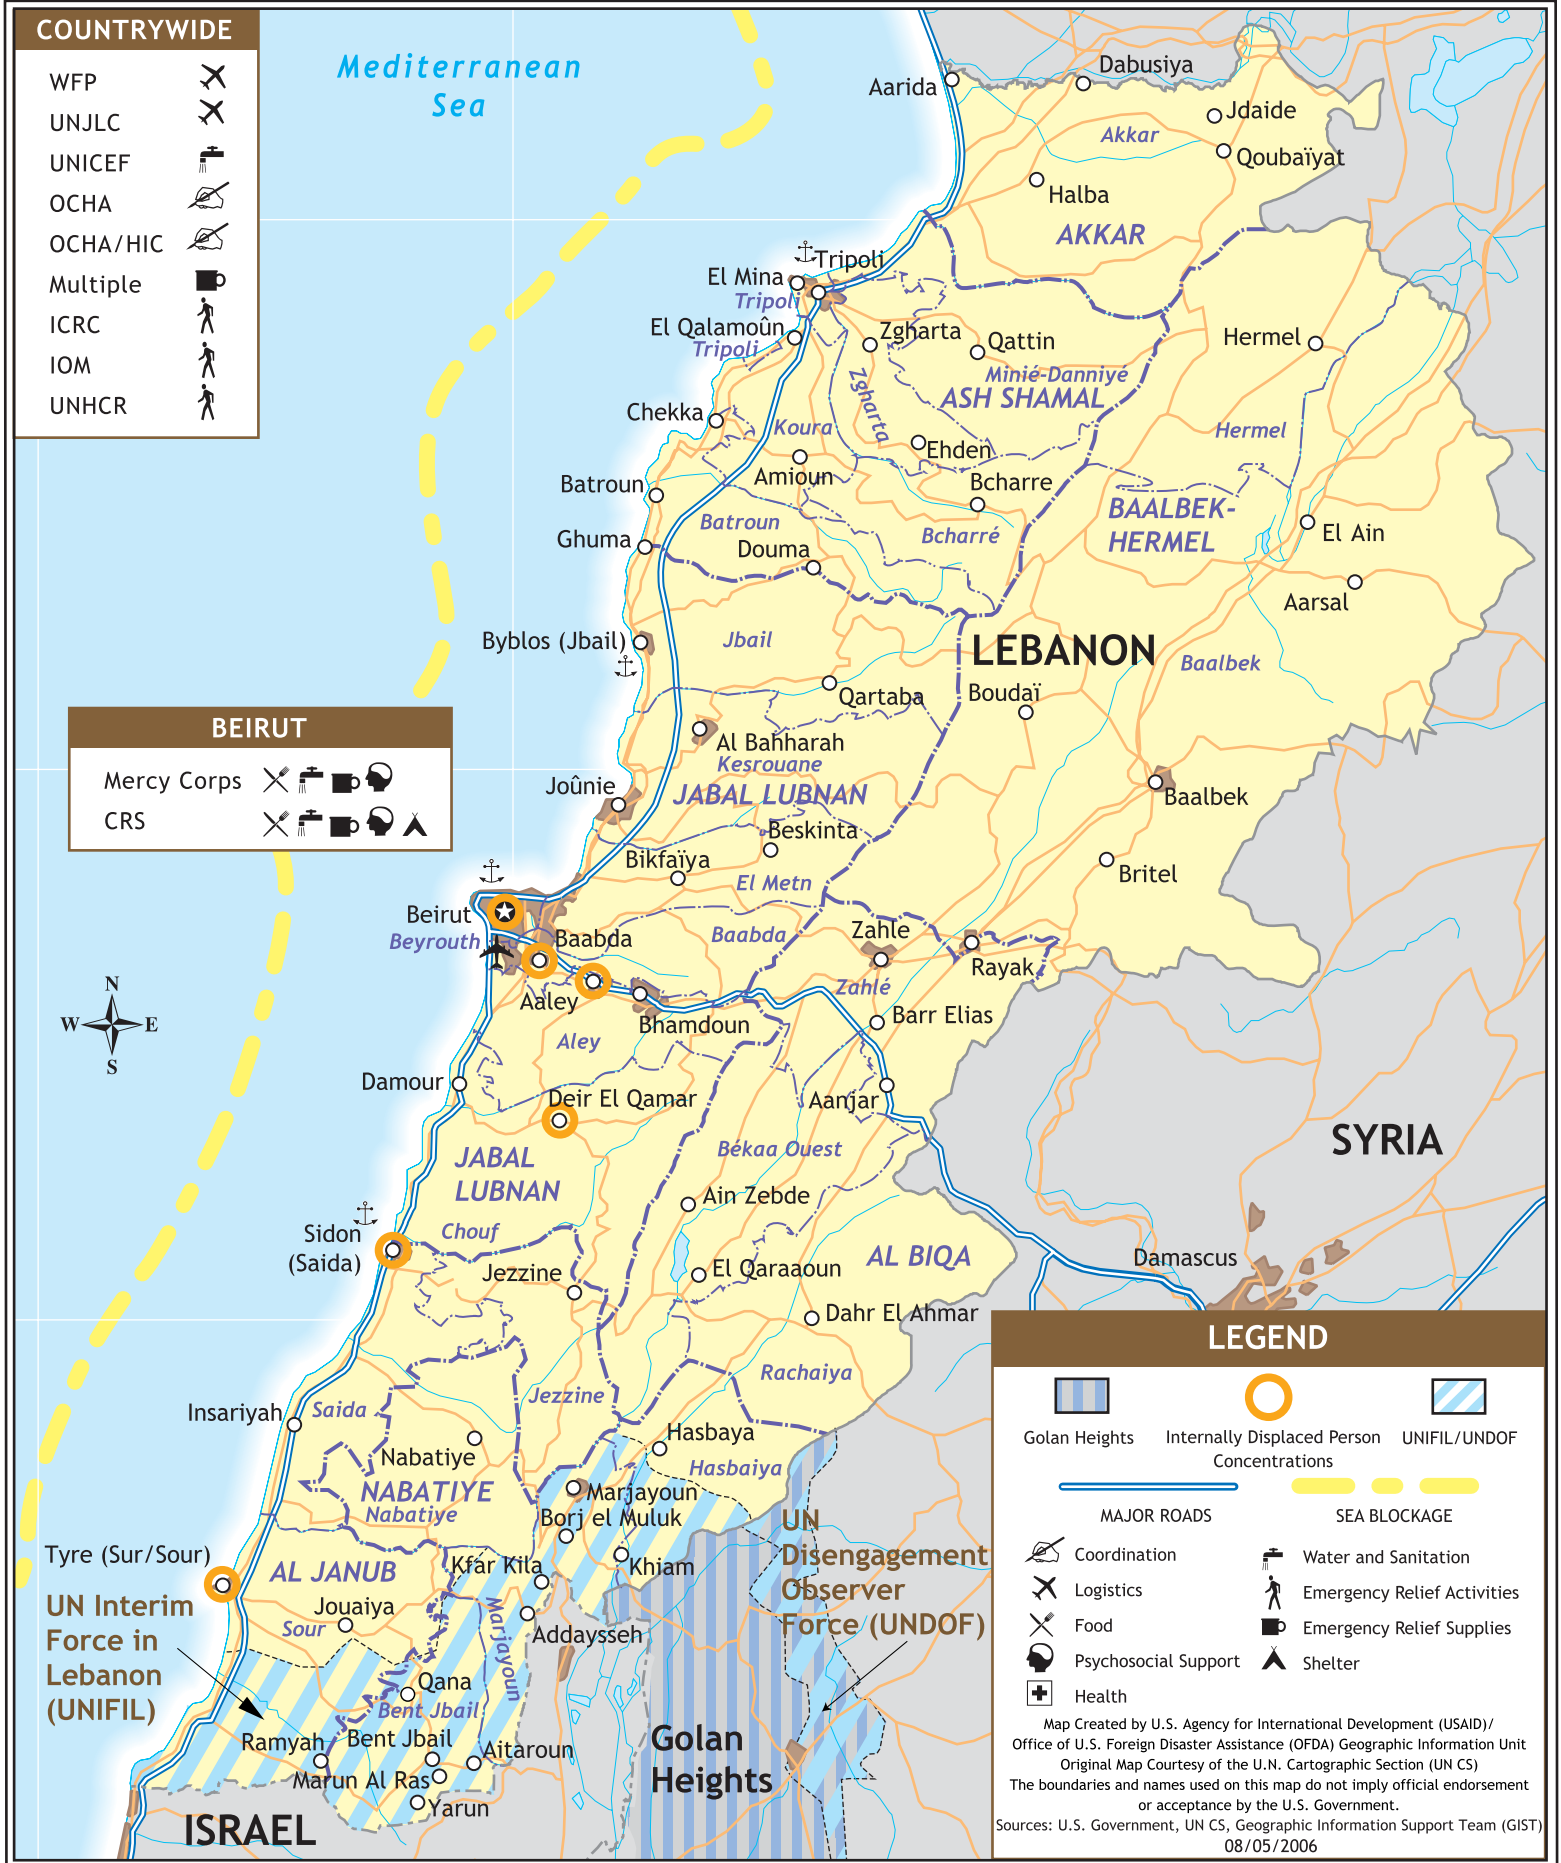 COUNTRYWIDE
WFP
UNJLC
UNICEF
OCHA
OCHA/HIC
Multiple
ICRC
IOM
UNHCR
Mediterranean
Sea
Aarida
Dabusiya
Jdaide
Akkar
Qoubaïyat
Halba
AKKAR
Tripoli
El Mina
Tripoli
El Qalamoûn
Tripoli
Zgharta
Qattin
Hermel
Minié-Danniyé
ASH SHAMAL
Zgharta
Chekka
Koura
Hermel
Ehden
Amioun
Bcharre
Batroun
BAALBEK-
HERMEL
Batroun
Bcharré
El Ain
Ghuma
Douma
Aarsal
Byblos (Jbail)
Jbail
LEBANON
Baalbek
Qartaba
Boudaï
BEIRUT
Mercy Corps
CRS
Al Bahharah
Kesrouane
Joûnie
JABAL LUBNAN
Baalbek
Beskinta
Bikfaïya
El Metn
Britel
Beirut
Beyrouth
Baabda
Baabda
Zahle
Rayak
Zahlé
Aaley
Bhamdoun
Barr Elias
Aley
N
W
E
S
Damour
Deir El Qamar
Aanjar
JABAL
LUBNAN
Békaa Ouest
SYRIA
Ain Zebde
Sidon
(Saida)
Chouf
AL BIQA
Damascus
Jezzine
El Qaraaoun
Dahr El Ahmar
Rachaiya
Jezzine
Insariyah
Saida
Nabatiye
Hasbaya
Hasbaiya
NABATIYE
Nabatiye
Marjayoun
Borj el Muluk
UN
Disengagement
Observer
Force (UNDOF)
Tyre (Sur/Sour)
AL JANUB
Kfar Kila
Khiam
UN Interim
Force in
Lebanon
(UNIFIL)
Jouaiya
Sour
Marjayoun
Addaysseh
Qana
Bent Jbail
Ramyah
Bent Jbail
Aitaroun
Marun Al Ras
Yarun
Golan
Heights
ISRAEL
LEGEND
Golan Heights
Internally Displaced Person
Concentrations
UNIFIL/UNDOF
MAJOR ROADS
SEA BLOCKAGE
Coordination
Water and Sanitation
Logistics
Emergency Relief Activities
Food
Emergency Relief Supplies
Psychosocial Support
Shelter
Health
Map Created by U.S. Agency for International Development (USAID)/
Office of U.S. Foreign Disaster Assistance (OFDA) Geographic Information Unit
Original Map Courtesy of the U.N. Cartographic Section (UN CS)
The boundaries and names used on this map do not imply official endorsement
or acceptance by the U.S. Government.
Sources: U.S. Government, UN CS, Geographic Information Support Team (GIST)
08/05/2006